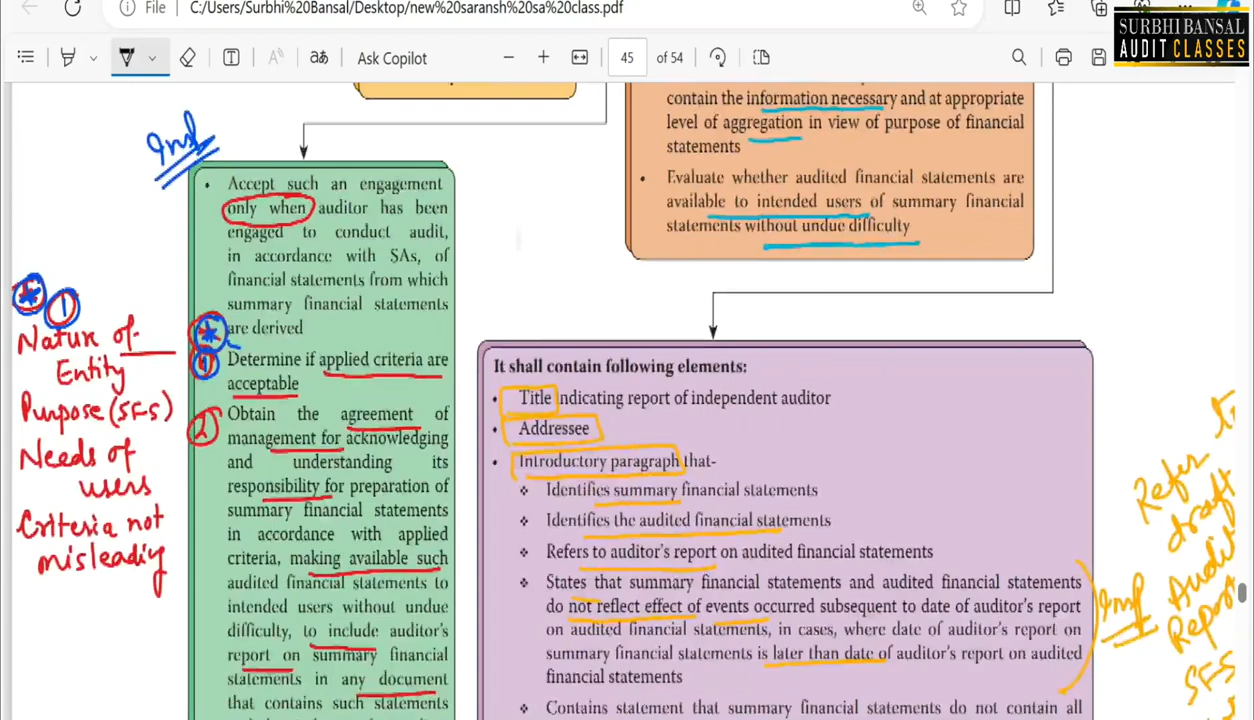 File
C:/Users/Surbhi%20Bansal/Desktop/new%20saransh%20sa%20class.pdf
SURBHI BANSAL
AUDIT CLASSES
Ask Copilot
45
of 54
contain the information necessary and at appropriate
level of aggregation in view of purpose of financial
statements
• Evaluate whether audited financial statements are
available to intended users of summary financial
statements without undue difficulty
• Accept such an engagement
only when auditor has been
engaged to conduct audit,
in accordance with SAs, of
financial statements from which
summary financial statements
are derived
Determine if applied criteria are
acceptable
2 Obtain the agreement of
management for acknowledging
and understanding its
responsibility for preparation of
summary financial statements
in accordance with applied
criteria, making available such
audited financial statements to
intended users without undue
difficulty, to include auditor's
report on summary financial
statements in any document
that contains such statements
1
Nature of
Entity
Purpose (SFS)
Needs of
users
Criteria not
misleading
It shall contain following elements:
• Title indicating report of independent auditor
• Addressee
• Introductory paragraph that-
❖ Identifies summary financial statements
❖ Identifies the audited financial statements
❖ Refers to auditor's report on audited financial statements
❖ States that summary financial statements and audited financial statements
do not reflect effect of events occurred subsequent to date of auditor's report
on audited financial statements, in cases, where date of auditor's report on
summary financial statements is later than date of auditor's report on audited
financial statements
❖ Contains statement that summary financial statements do not contain all
Refer
draft
Audit
Report
SFS